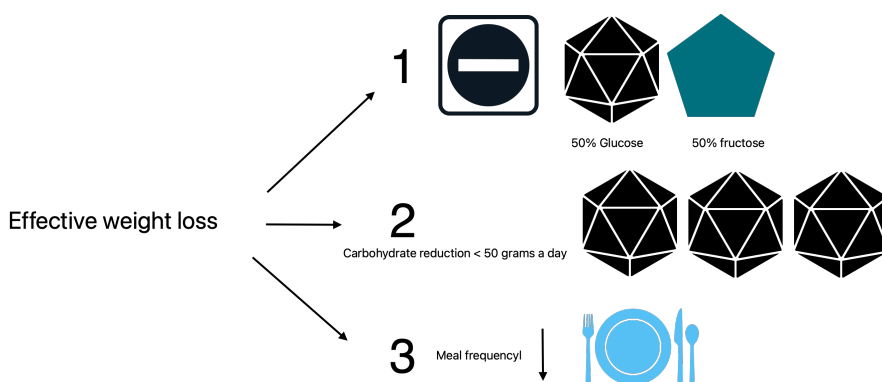 1
50% Glucose
50% fructose
Effective weight loss
2
Carbohydrate reduction < 50 grams a day
3
Meal frequencyl